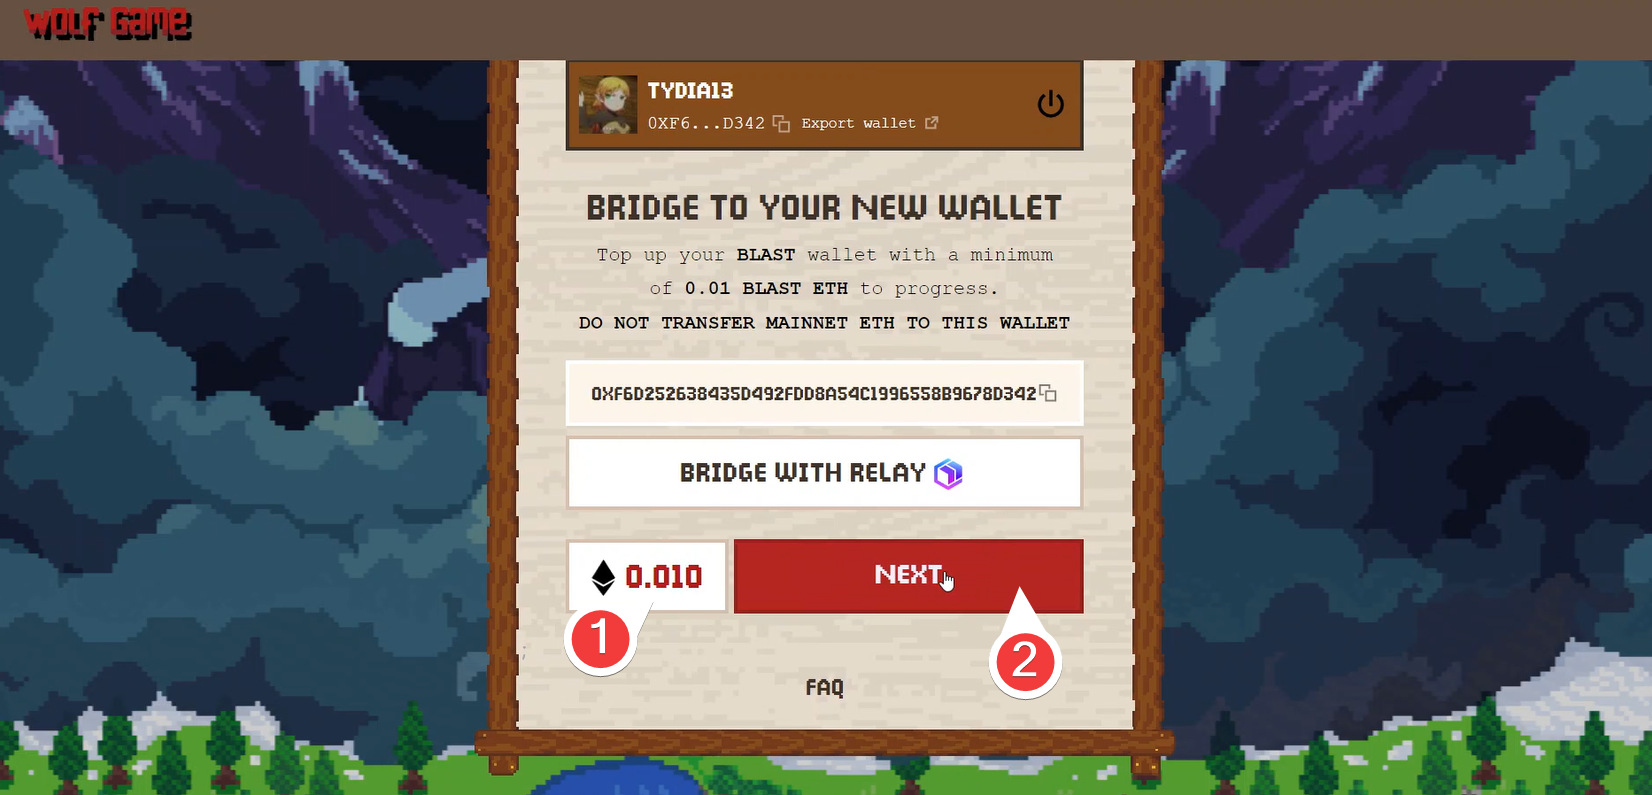 WOLF GAME
TYDIA13
0XF6...D342 Export wallet
BRIDGE TO YOUR NEW WALLET
Top up your BLAST wallet with a minimum
of 0.01 BLAST ETH to progress.
DO NOT TRANSFER MAINNET ETH TO THIS WALLET
0XF6D252638435D492FDD8A54C1996558B9678D342
BRIDGE WITH RELAY
0.010 NEXT
1 2
FAQ